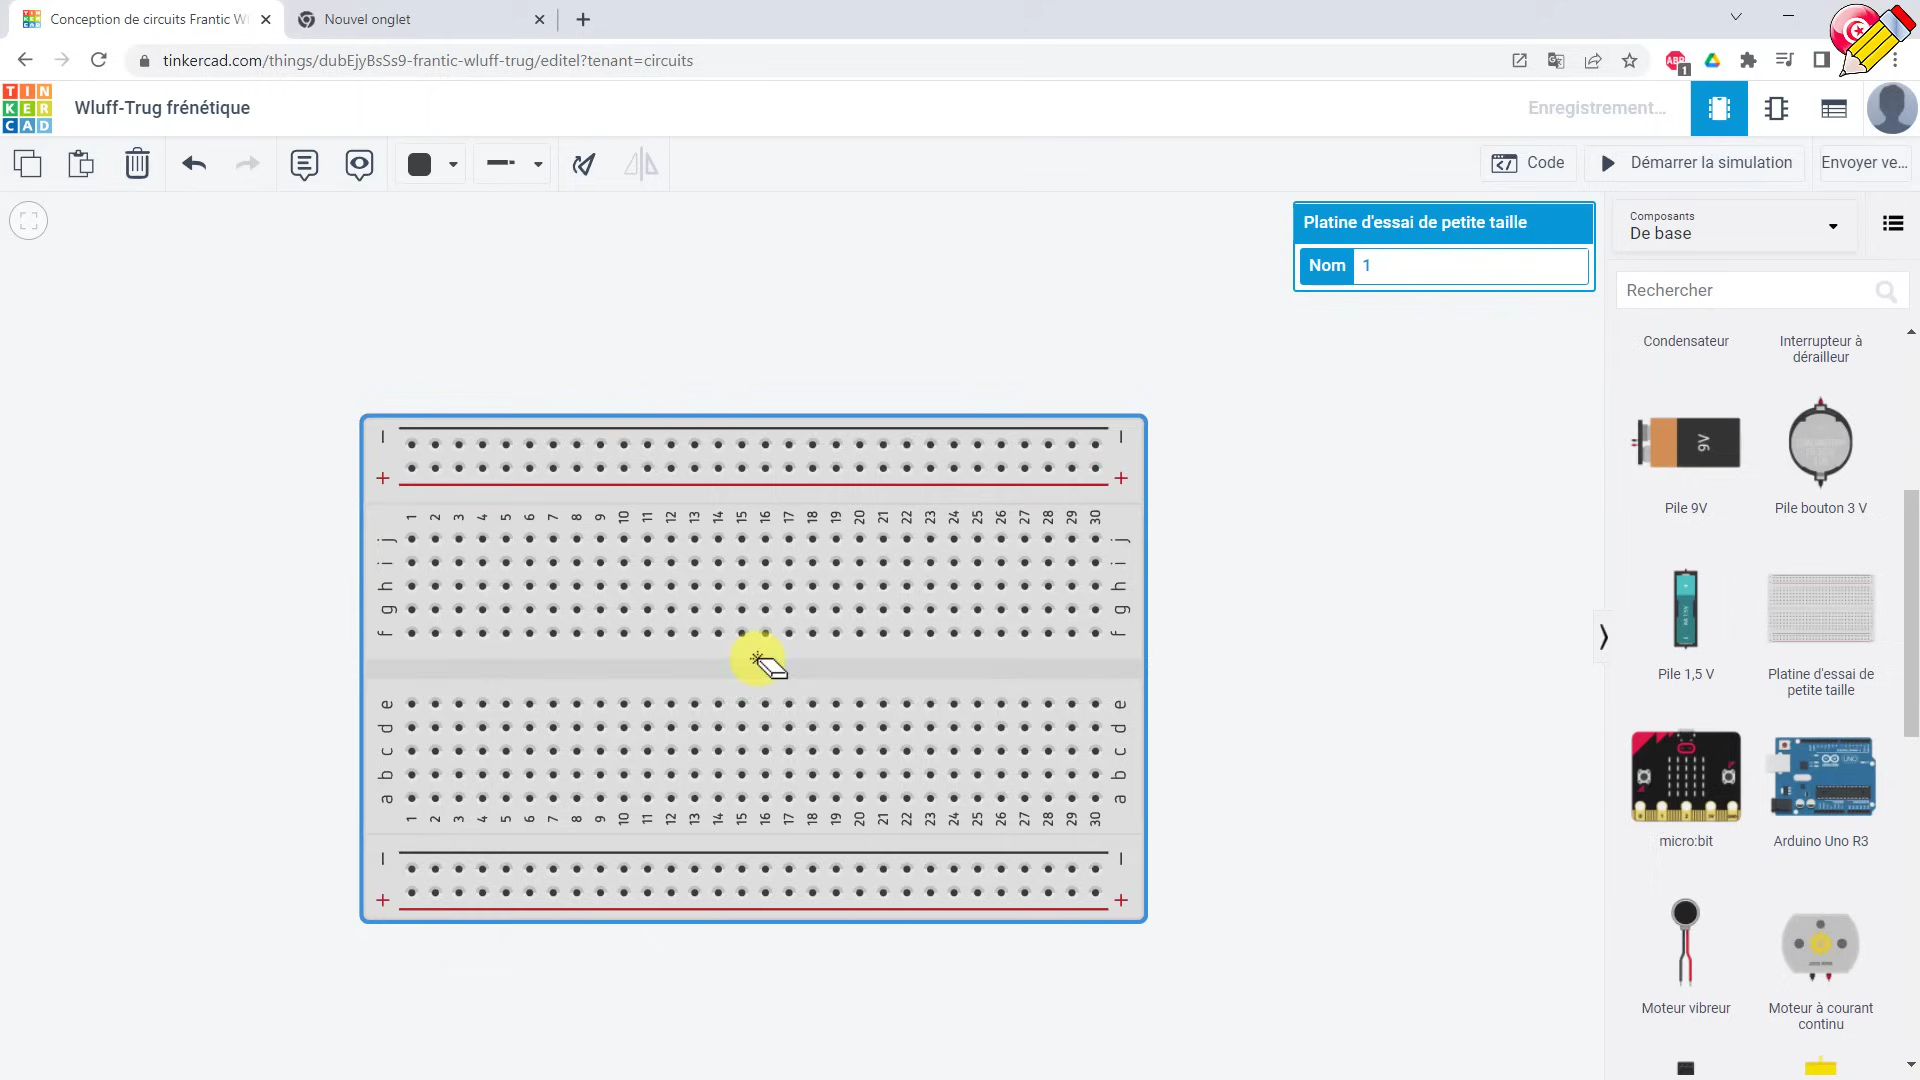 Conception de circuits Frantic W
Nouvel onglet
tinkercad.com/things/dubEjyBsSs9-frantic-wluff-trug/editel?tenant=circuits
ABP
1
TIN
KER
CAD
Wluff-Trug frénétique
Enregistrement...
Code
Démarrer la simulation
Envoyer ve...
Platine d'essai de petite taille
Nom 1
Composants
De base
Rechercher
Condensateur
Interrupteur à
dérailleur
9V
Pile 9V
Pile bouton 3 V
Pile 1,5 V
Platine d'essai de
petite taille
micro:bit
Arduino Uno R3
Moteur vibreur
Moteur à courant
continu
− −
+ +
1 2 3 4 5 6 7 8 9 10 11 12 13 14 15 16 17 18 19 20 21 22 23 24 25 26 27 28 29 30
j j
i i
h h
g g
f f
e e
d d
c c
b b
a a
1 2 3 4 5 6 7 8 9 10 11 12 13 14 15 16 17 18 19 20 21 22 23 24 25 26 27 28 29 30
− −
+ +